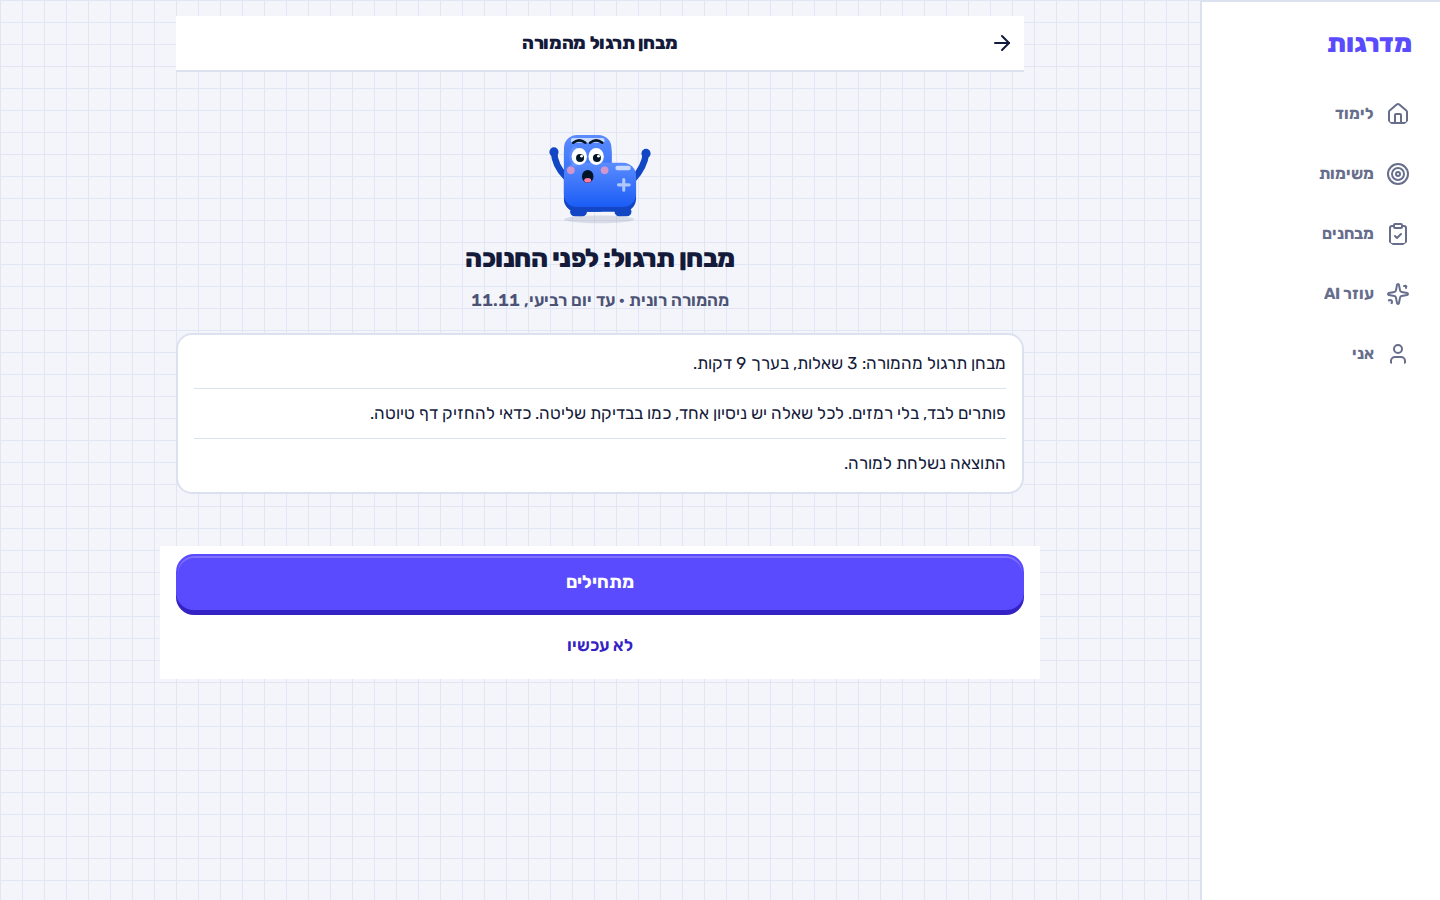 מדרגות
לימוד
משימות
מבחנים
עוזר AI
אני
מבחן תרגול מהמורה
מבחן תרגול: לפני החנוכה
מהמורה רונית • עד יום רביעי, 11.11
מבחן תרגול מהמורה: 3 שאלות, בערך 9 דקות.
פותרים לבד, בלי רמזים. לכל שאלה יש ניסיון אחד, כמו בבדיקת שליטה. כדאי להחזיק דף טיוטה.
התוצאה נשלחת למורה.
מתחילים
לא עכשיו